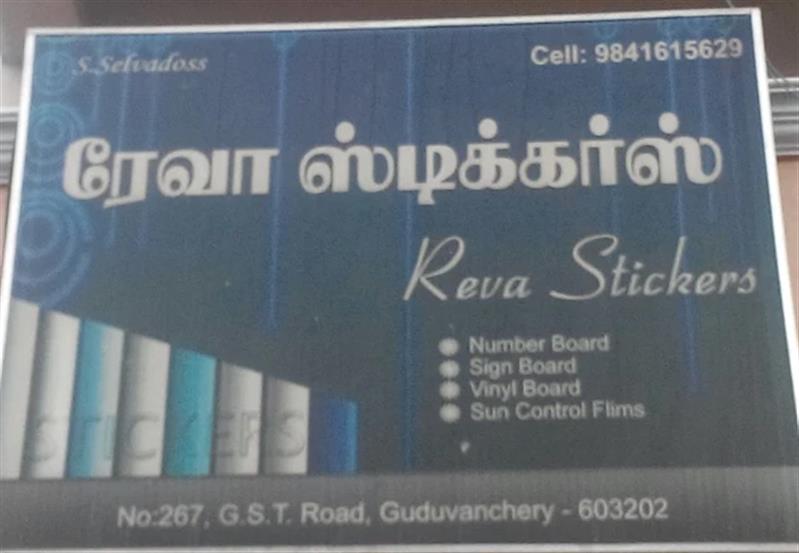 S.Selvadoss
Cell: 9841615629
ரேவா ஸ்டிக்கர்ஸ்
Reva Stickers
Number Board
Sign Board
Vinyl Board
Sun Control Flims
STICKERS
No:267, G.S.T. Road, Guduvanchery - 603202